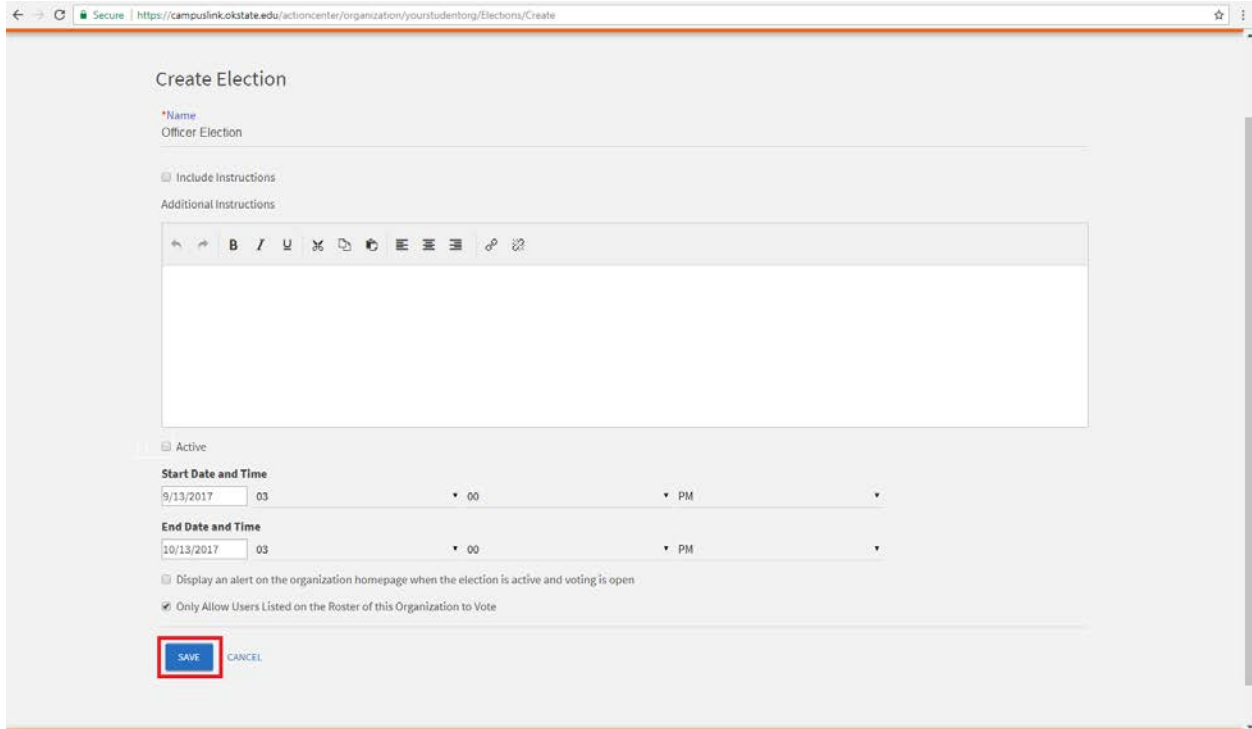 Secure | https://campuslink.okstate.edu/actioncenter/organization/yourstudentorg/Elections/Create
Create Election
*Name
Officer Election
Include Instructions
Additional Instructions
B I U
Active
Start Date and Time
9/13/2017 03 00 PM
End Date and Time
10/13/2017 03 00 PM
Display an alert on the organization homepage when the election is active and voting is open
Only Allow Users Listed on the Roster of this Organization to Vote
SAVE CANCEL